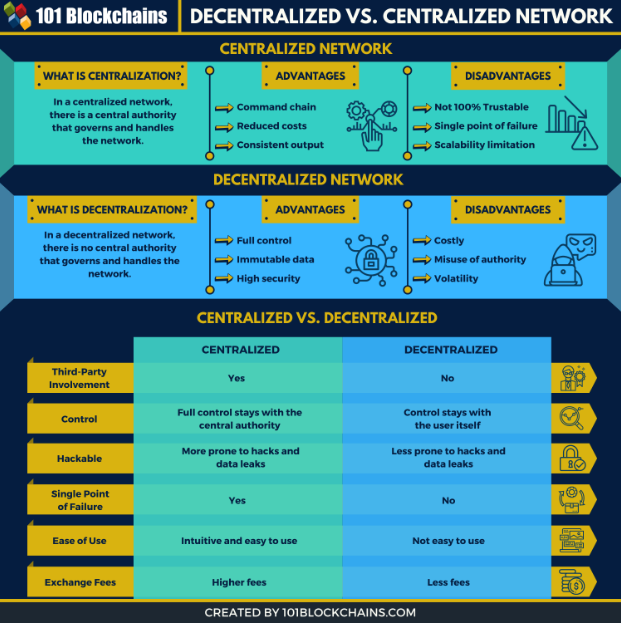 101 Blockchains
DECENTRALIZED VS. CENTRALIZED NETWORK
CENTRALIZED NETWORK
WHAT IS CENTRALIZATION?
In a centralized network,
there is a central authority
that governs and handles
the network.
ADVANTAGES
Command chain
Reduced costs
Consistent output
DISADVANTAGES
Not 100% Trustable
Single point of failure
Scalability limitation
DECENTRALIZED NETWORK
WHAT IS DECENTRALIZATION?
In a decentralized network,
there is no central authority
that governs and handles the
network.
ADVANTAGES
Full control
Immutable data
High security
DISADVANTAGES
Costly
Misuse of authority
Volatility
CENTRALIZED VS. DECENTRALIZED
CENTRALIZED
DECENTRALIZED
Third-Party
Involvement
Yes
No
Control
Full control stays with the
central authority
Control stays with
the user itself
Hackable
More prone to hacks and
data leaks
Less prone to hacks and
data leaks
Single Point
of Failure
Yes
No
Ease of Use
Intuitive and easy to use
Not easy to use
Exchange Fees
Higher fees
Less fees
CREATED BY 101BLOCKCHAINS.COM